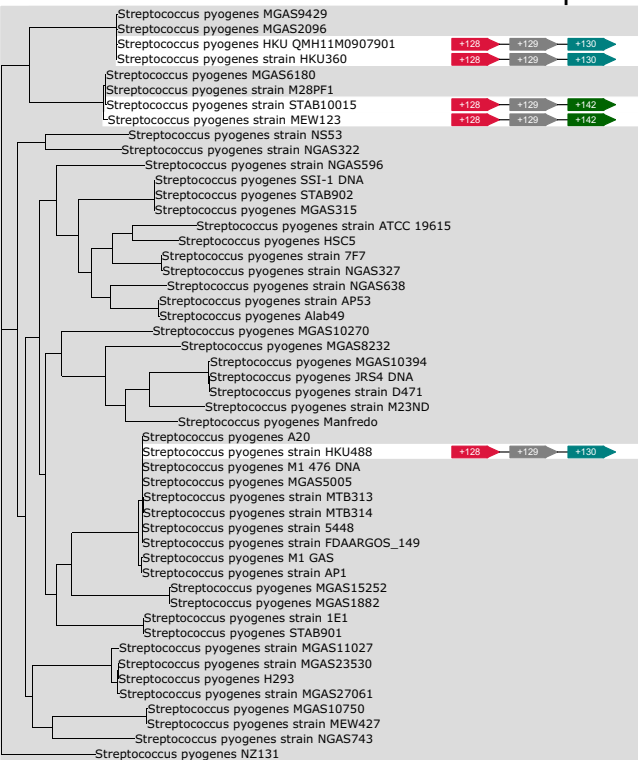 Streptococcus pyogenes MGAS9429
Streptococcus pyogenes MGAS2096
Streptococcus pyogenes HKU QMH11M0907901 +128 +129 +130
Streptococcus pyogenes strain HKU360 +128 +129 +130
Streptococcus pyogenes MGAS6180
Streptococcus pyogenes strain M28PF1
Streptococcus pyogenes strain STAB10015 +128 +129 +142
Streptococcus pyogenes strain MEW123 +128 +129 +142
Streptococcus pyogenes strain NS53
Streptococcus pyogenes strain NGAS322
Streptococcus pyogenes strain NGAS596
Streptococcus pyogenes SSI-1 DNA
Streptococcus pyogenes STAB902
Streptococcus pyogenes MGAS315
Streptococcus pyogenes strain ATCC 19615
Streptococcus pyogenes HSC5
Streptococcus pyogenes strain 7F7
Streptococcus pyogenes strain NGAS327
Streptococcus pyogenes strain NGAS638
Streptococcus pyogenes strain AP53
Streptococcus pyogenes Alab49
Streptococcus pyogenes MGAS10270
Streptococcus pyogenes MGAS8232
Streptococcus pyogenes MGAS10394
Streptococcus pyogenes JRS4 DNA
Streptococcus pyogenes strain D471
Streptococcus pyogenes strain M23ND
Streptococcus pyogenes Manfredo
Streptococcus pyogenes A20
Streptococcus pyogenes strain HKU488 +128 +129 +130
Streptococcus pyogenes M1 476 DNA
Streptococcus pyogenes MGAS5005
Streptococcus pyogenes strain MTB313
Streptococcus pyogenes strain MTB314
Streptococcus pyogenes strain 5448
Streptococcus pyogenes strain FDAARGOS_149
Streptococcus pyogenes M1 GAS
Streptococcus pyogenes strain AP1
Streptococcus pyogenes MGAS15252
Streptococcus pyogenes MGAS1882
Streptococcus pyogenes strain 1E1
Streptococcus pyogenes STAB901
Streptococcus pyogenes strain MGAS11027
Streptococcus pyogenes strain MGAS23530
Streptococcus pyogenes H293
Streptococcus pyogenes strain MGAS27061
Streptococcus pyogenes MGAS10750
Streptococcus pyogenes strain MEW427
Streptococcus pyogenes strain NGAS743
Streptococcus pyogenes NZ131